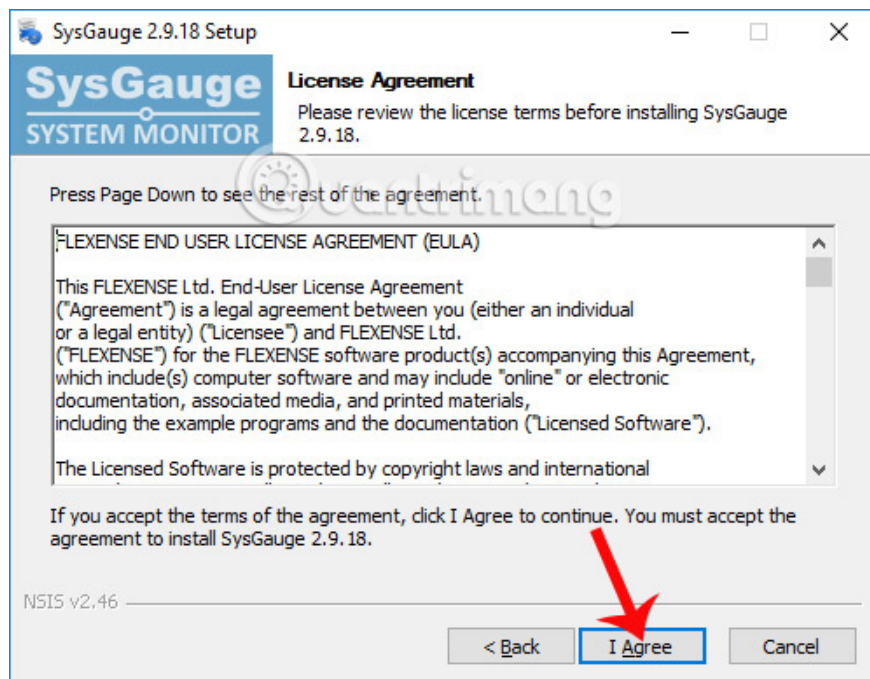 SysGauge 2.9.18 Setup
SysGauge
SYSTEM MONITOR
License Agreement
Please review the license terms before installing SysGauge
2.9.18.
Quantrimang
Press Page Down to see the rest of the agreement.
FLEXENSE END USER LICENSE AGREEMENT (EULA)
This FLEXENSE Ltd. End-User License Agreement
("Agreement") is a legal agreement between you (either an individual
or a legal entity) ("Licensee") and FLEXENSE Ltd.
("FLEXENSE") for the FLEXENSE software product(s) accompanying this Agreement,
which include(s) computer software and may include "online" or electronic
documentation, associated media, and printed materials,
including the example programs and the documentation ("Licensed Software").
The Licensed Software is protected by copyright laws and international
If you accept the terms of the agreement, click I Agree to continue. You must accept the
agreement to install SysGauge 2.9.18.
NSIS v2.46
< Back
I Agree
Cancel